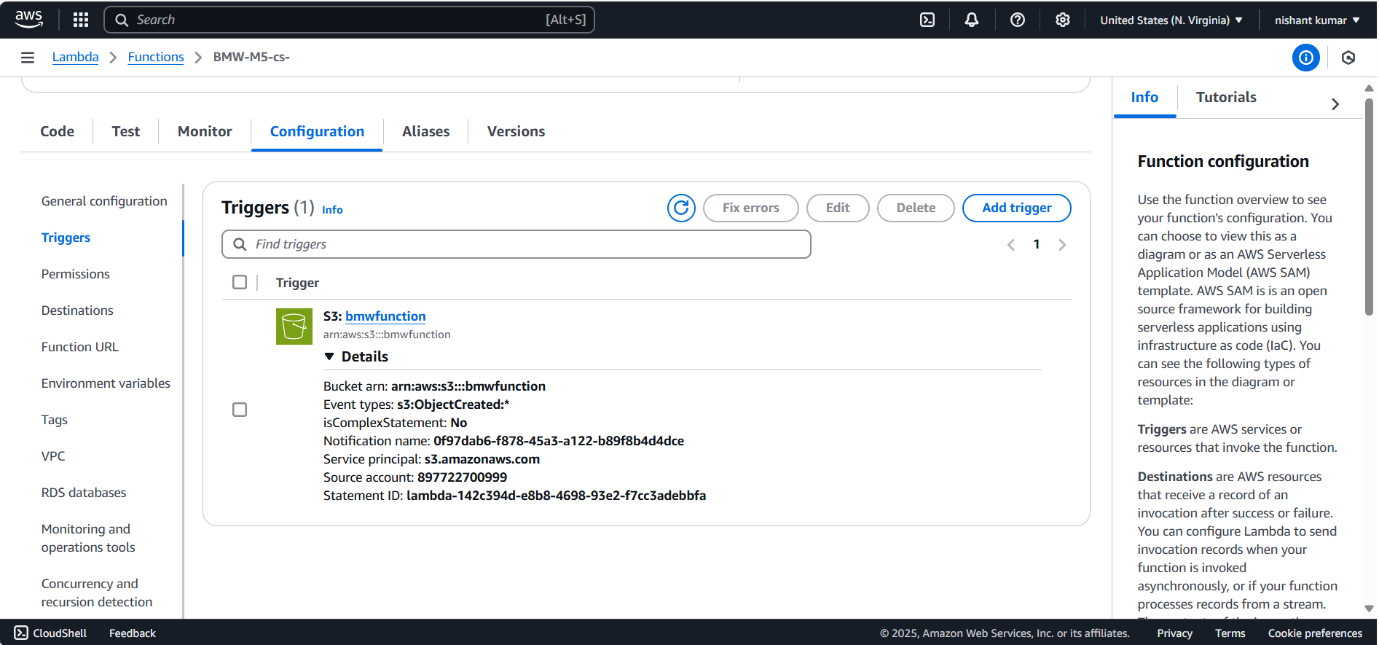 aws
Search [Alt+S]
United States (N. Virginia) ▼
nishant kumar ▼
Lambda > Functions > BMW-M5-cs-
Code
Test
Monitor
Configuration
Aliases
Versions
General configuration
Triggers
Permissions
Destinations
Function URL
Environment variables
Tags
VPC
RDS databases
Monitoring and
operations tools
Concurrency and
recursion detection
Triggers (1) Info
Fix errors
Edit
Delete
Add trigger
Find triggers
< 1 >
Trigger
S3: bmwfunction
arn:aws:s3:::bmwfunction
▼ Details
Bucket arn: arn:aws:s3:::bmwfunction
Event types: s3:ObjectCreated:*
isComplexStatement: No
Notification name: 0f97dab6-f878-45a3-a122-b89f8b4d4dce
Service principal: s3.amazonaws.com
Source account: 897722700999
Statement ID: lambda-142c394d-e8b8-4698-93e2-f7cc3adebbfa
Info
Tutorials
Function configuration
Use the function overview to see
your function's configuration. You
can choose to view this as a
diagram or as an AWS Serverless
Application Model (AWS SAM)
template. AWS SAM is is an open
source framework for building
serverless applications using
infrastructure as code (IaC). You
can see the following types of
resources in the diagram or
template:
Triggers are AWS services or
resources that invoke the function.
Destinations are AWS resources
that receive a record of an
invocation after success or failure.
You can configure Lambda to send
invocation records when your
function is invoked
asynchronously, or if your function
processes records from a stream.
CloudShell
Feedback
© 2025, Amazon Web Services, Inc. or its affiliates.
Privacy
Terms
Cookie preferences